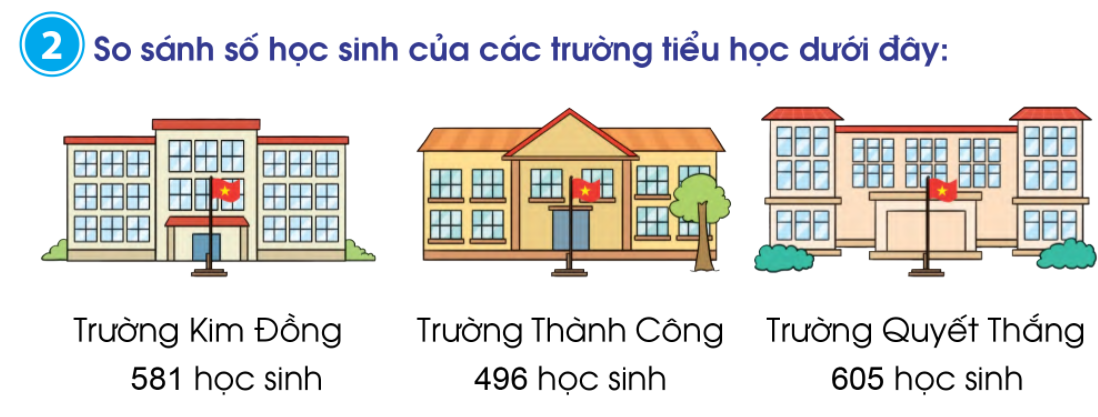 2 So sánh số học sinh của các trường tiểu học dưới đây:
Trường Kim Đồng
581 học sinh
Trường Thành Công
496 học sinh
Trường Quyết Thắng
605 học sinh